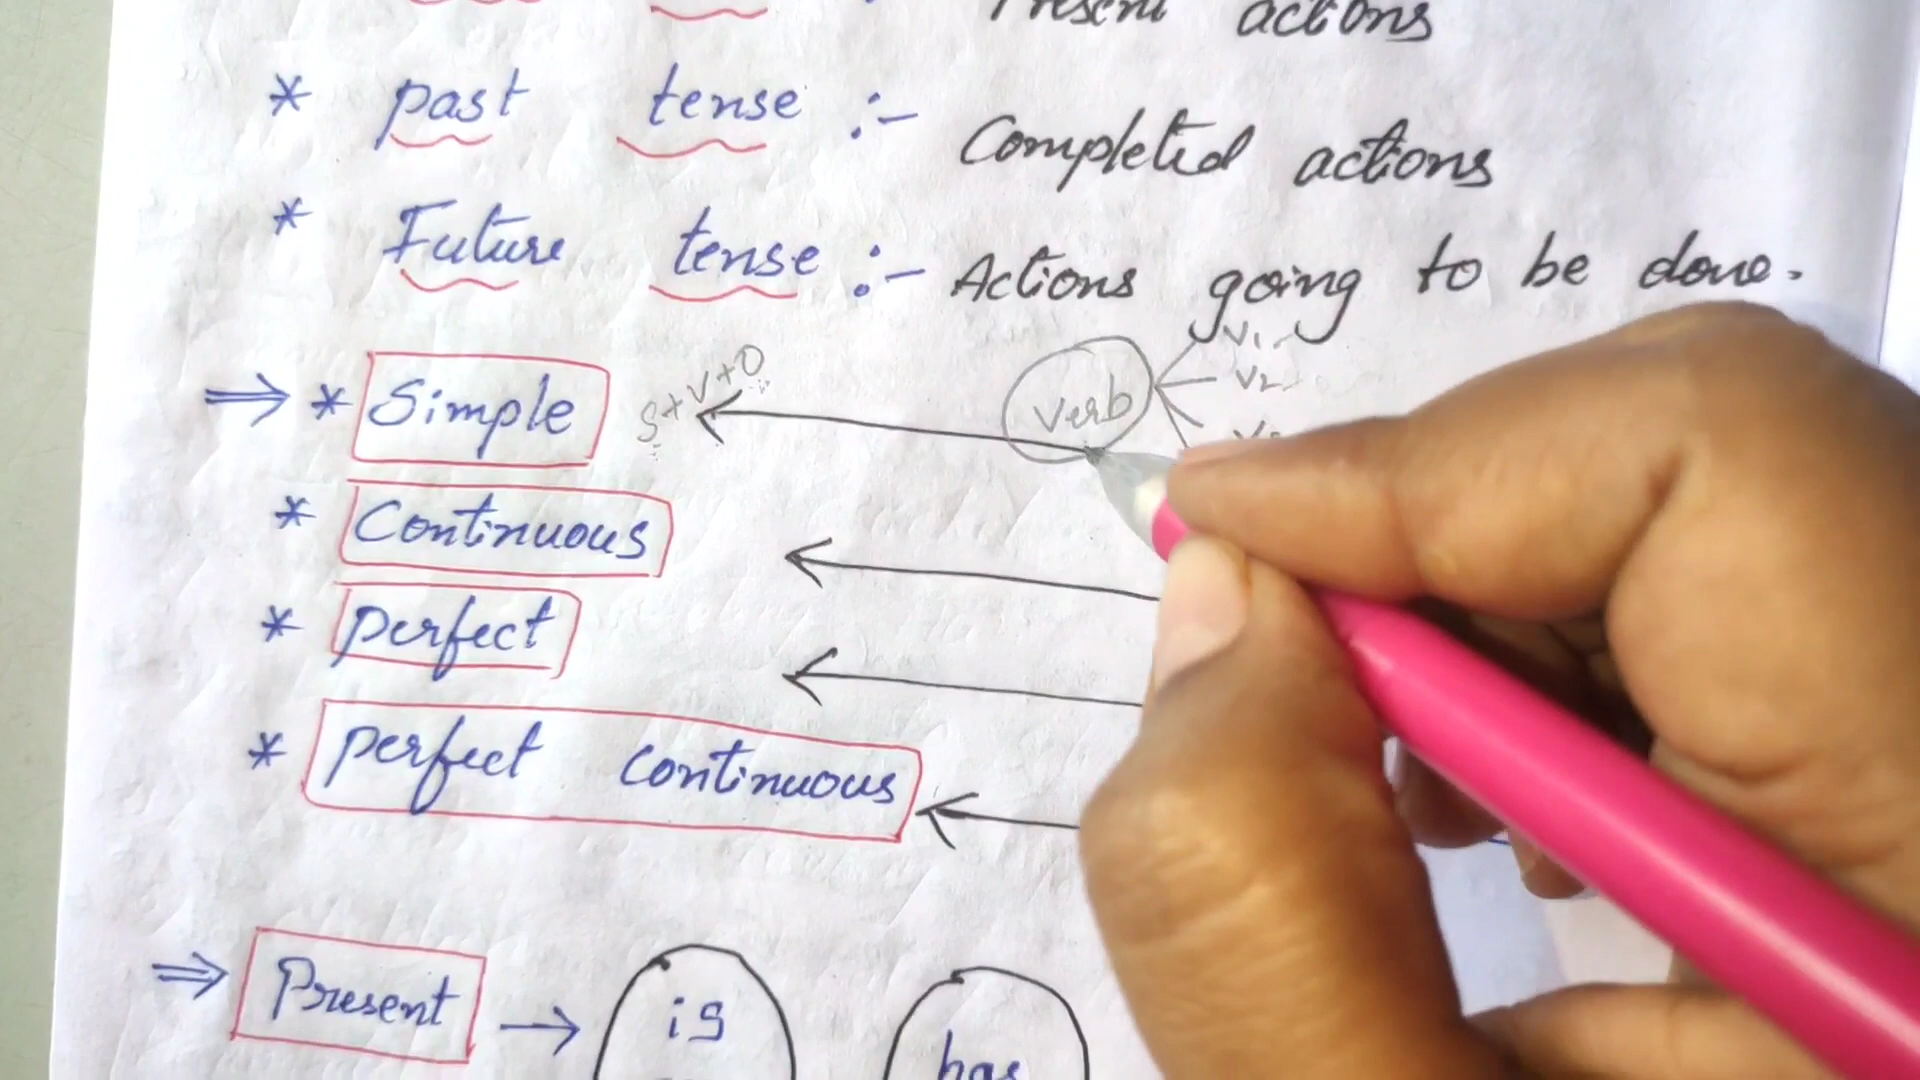 Present actions
* past tense :- Completed actions
* Future tense :- Actions going to be done.
⇒ * Simple S+V+O verb V1 V2
* Continuous
* perfect
* perfect continuous
⇒ Present → is has